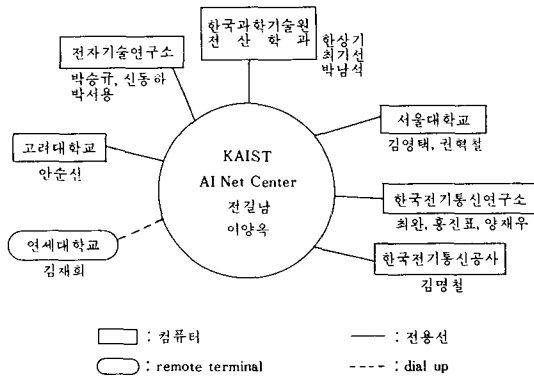 한국과학기술원
전 산 학 과
한상기
최기선
박남석
전자기술연구소
박승규, 신동하
박서용
서울대학교
김영택, 권혁철
고려대학교
안순신
KAIST
AI Net Center
전길남
이양옥
한국전기통신연구소
최완, 홍진표, 양재우
연세대학교
김재희
한국전기통신공사
김명철
: 컴퓨터
: 전용선
: remote terminal
: dial up